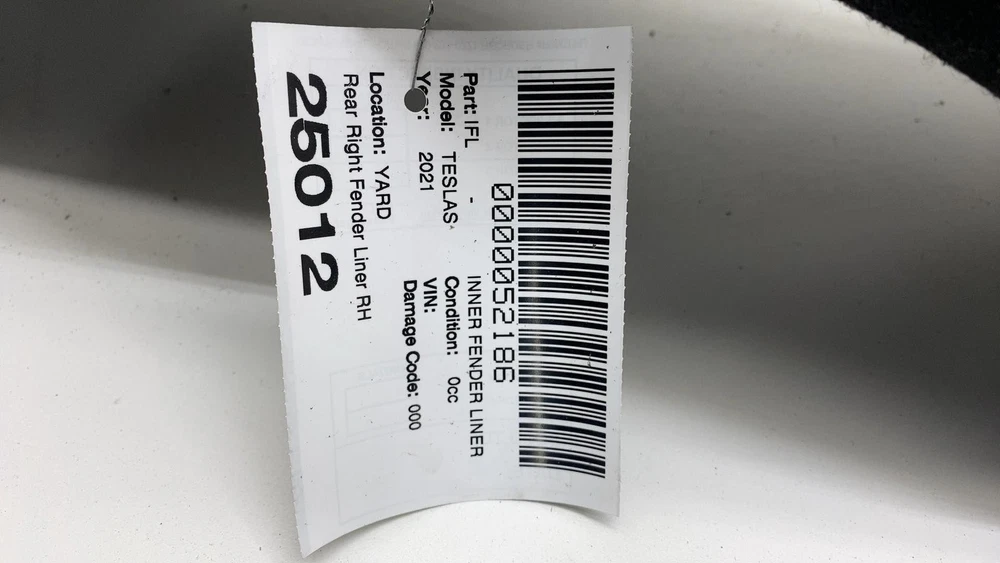 0000052186
Part: IFL - INNER FENDER LINER
Model: TESLAS Condition: 0cc
Year: 2021 VIN:
Damage Code: 000
Location: YARD
Rear Right Fender Liner RH
25012